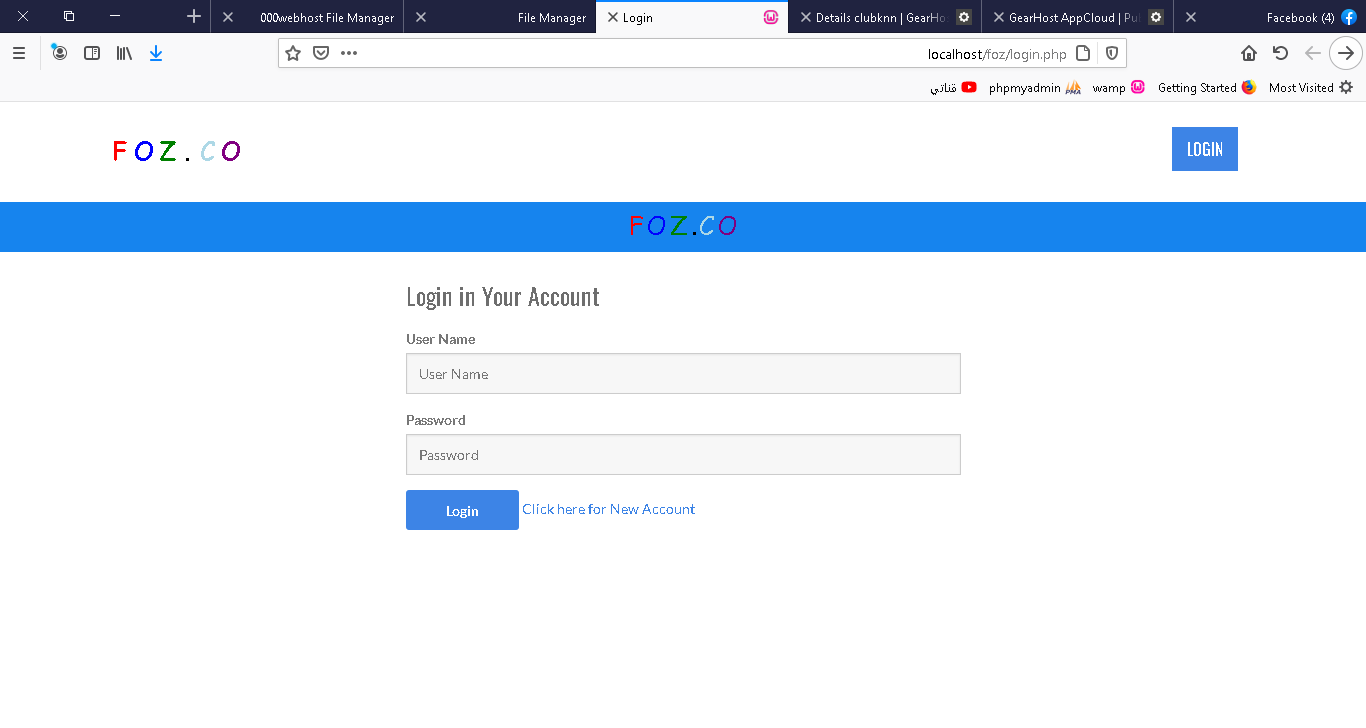 000webhost File Manager
File Manager
Login
Details clubknn | GearHo
GearHost AppCloud | Pu
Facebook (4)
localhost/foz/login.php
قناتي
phpmyadmin
wamp
Getting Started
Most Visited
FOZ.CO
LOGIN
FOZ.CO
Login in Your Account
User Name
User Name
Password
Password
Login Click here for New Account